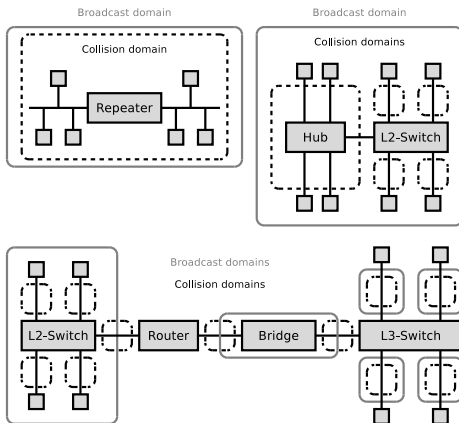 Broadcast domain
Collision domain
Repeater
Broadcast domain
Collision domains
Hub
L2-Switch
Broadcast domains
Collision domains
L2-Switch
Router
Bridge
L3-Switch